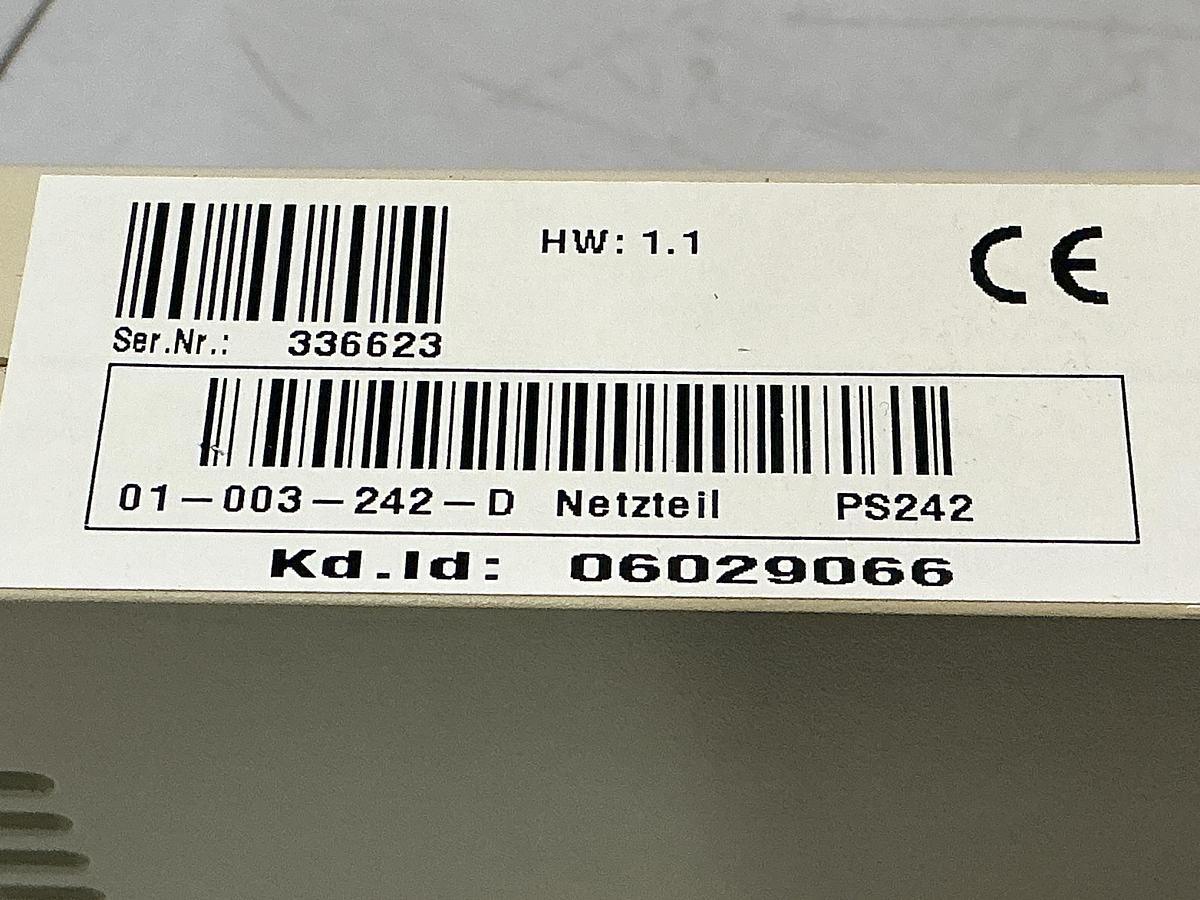 HW: 1.1
CE
Ser.Nr.: 336623
01-003-242-D Netzteil PS242
Kd.Id: 06029066